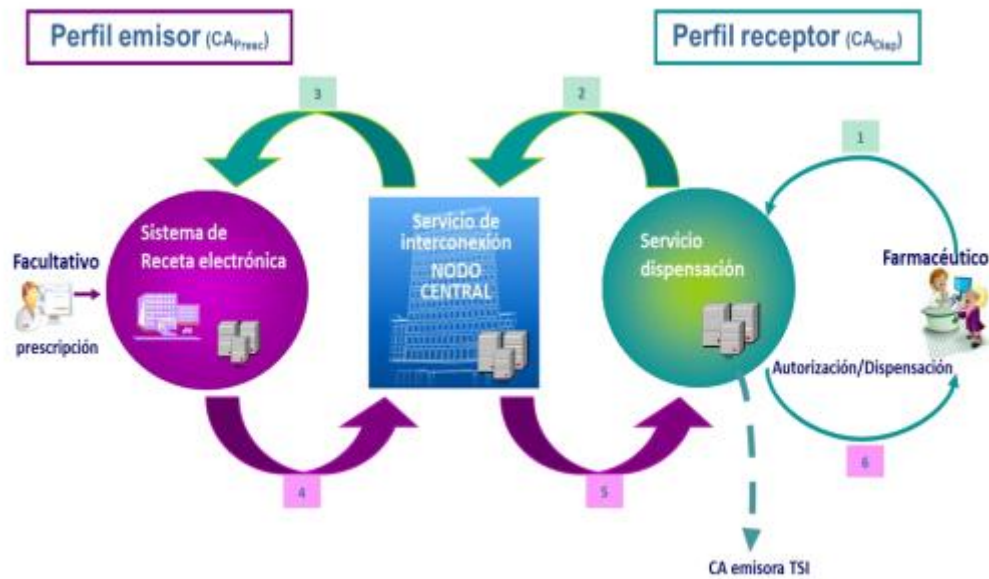 Perfil emisor (CAPresc)
Perfil receptor (CADisp)
3
2
1
Sistema de
Receta electrónica
Servicio de
interconexión
NODO
CENTRAL
Servicio
dispensación
Facultativo
prescripción
Farmacéutico
Autorización/Dispensación
4
5
6
CA emisora TSI